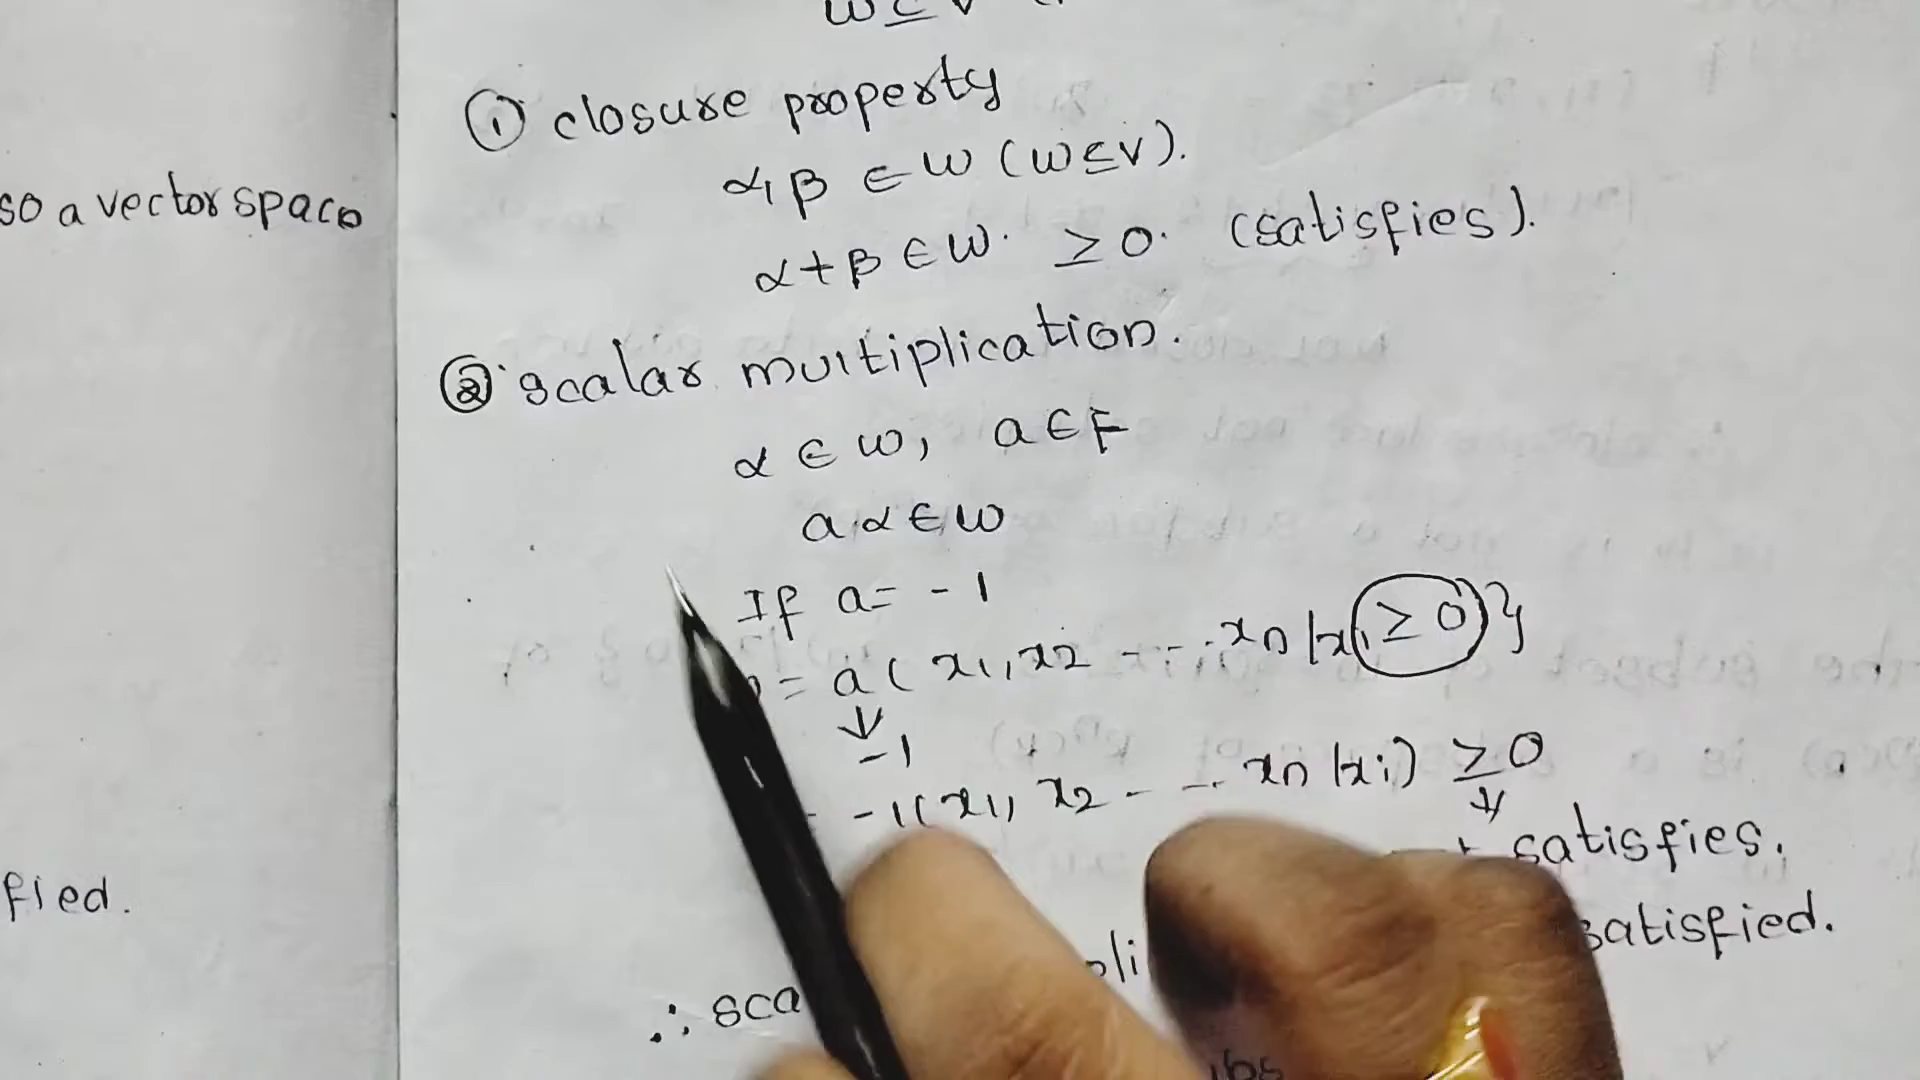 w ⊆ v
so a vector space
① closure property
α, β ∈ w (w ⊆ v).
α + β ∈ w. ≥ 0. (satisfies).
② scalar multiplication.
α ∈ w, a ∈ F
a α ∈ w
If a = -1
= a (x1, x2 --- xn | xi ≥ 0)}
↓
-1
-1(x1, x2 - -- xn | xi) ≥ 0
↓
satisfies.
fied.
satisfied.
∴ sca